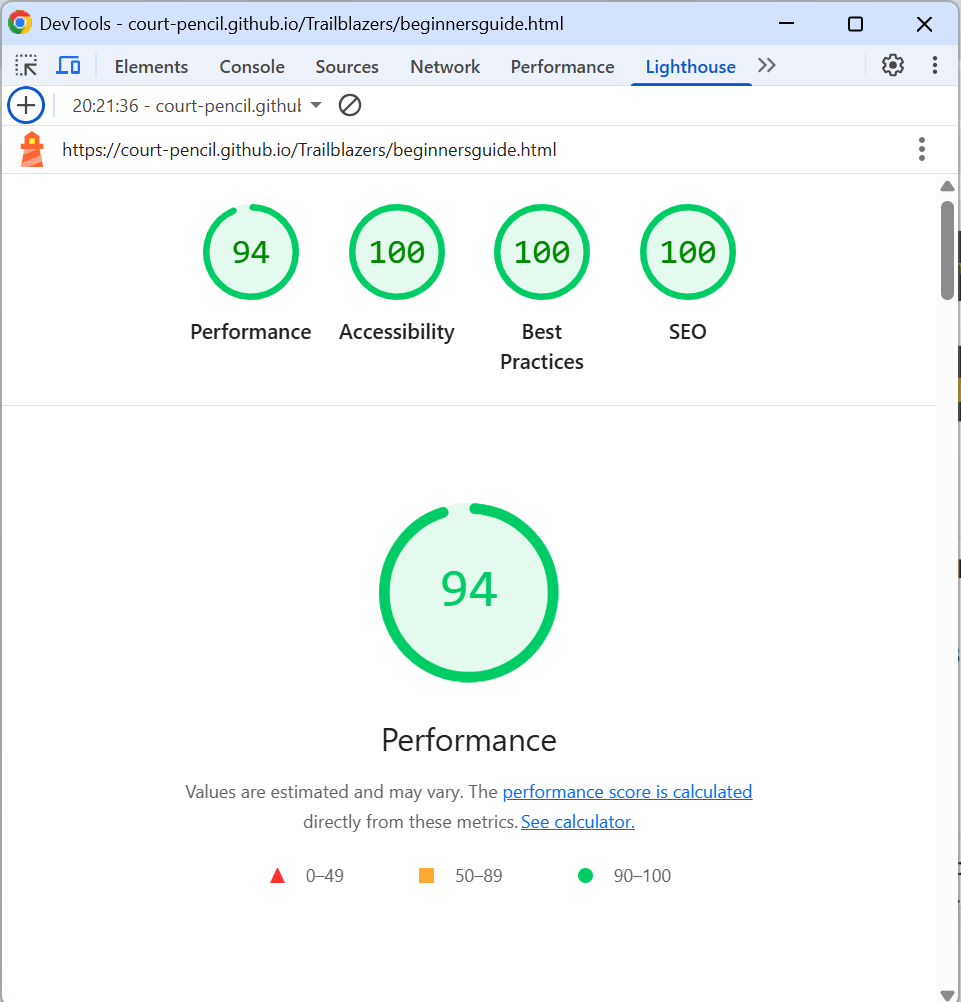 DevTools - court-pencil.github.io/Trailblazers/beginnersguide.html
Elements Console Sources Network Performance Lighthouse
20:21:36 - court-pencil.githul
https://court-pencil.github.io/Trailblazers/beginnersguide.html
94 100 100 100
Performance Accessibility Best Practices SEO
94
Performance
Values are estimated and may vary. The performance score is calculated
directly from these metrics. See calculator.
0–49 50–89 90–100